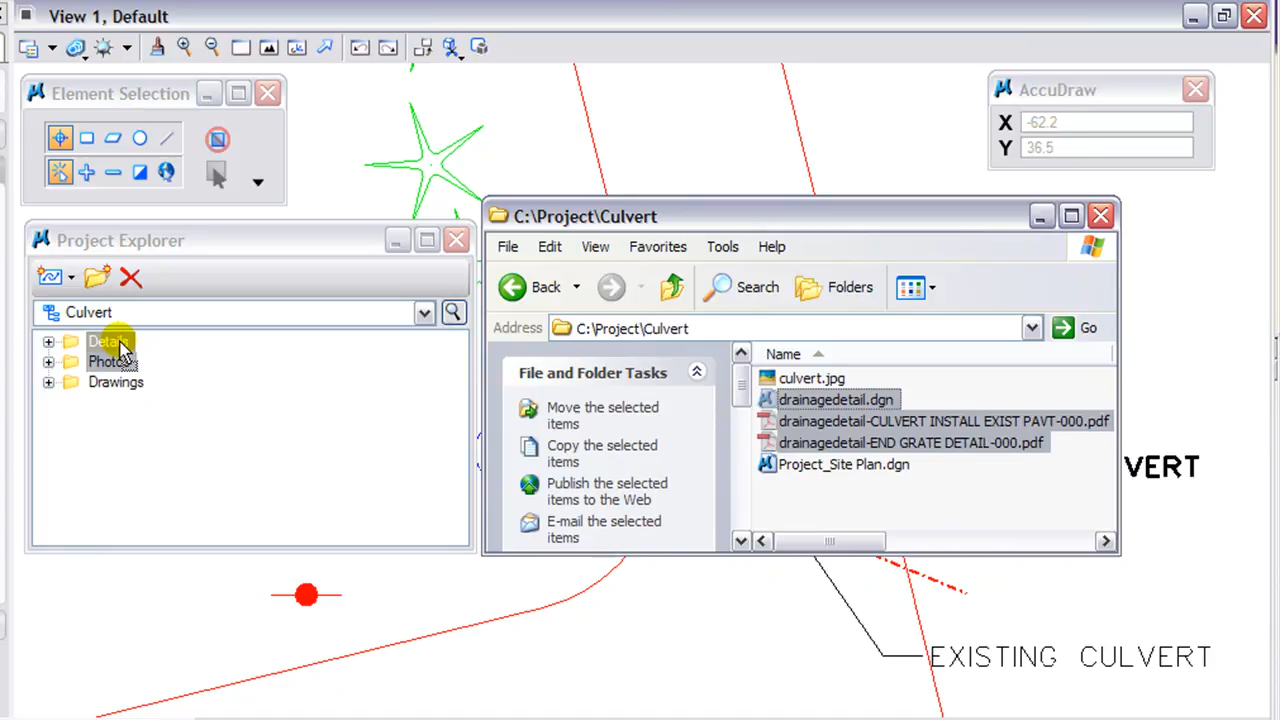 View 1, Default
Element Selection
AccuDraw
X -62.2
Y 36.5
Project Explorer
Culvert
Details
Photos
Drawings
C:\Project\Culvert
File Edit View Favorites Tools Help
Back Search Folders
Address C:\Project\Culvert Go
File and Folder Tasks
Move the selected
items
Copy the selected
items
Publish the selected
items to the Web
E-mail the selected
items
Name
culvert.jpg
drainagedetail.dgn
drainagedetail-CULVERT INSTALL EXIST PAVT-000.pdf
drainagedetail-END GRATE DETAIL-000.pdf
Project_Site Plan.dgn
VERT
EXISTING CULVERT